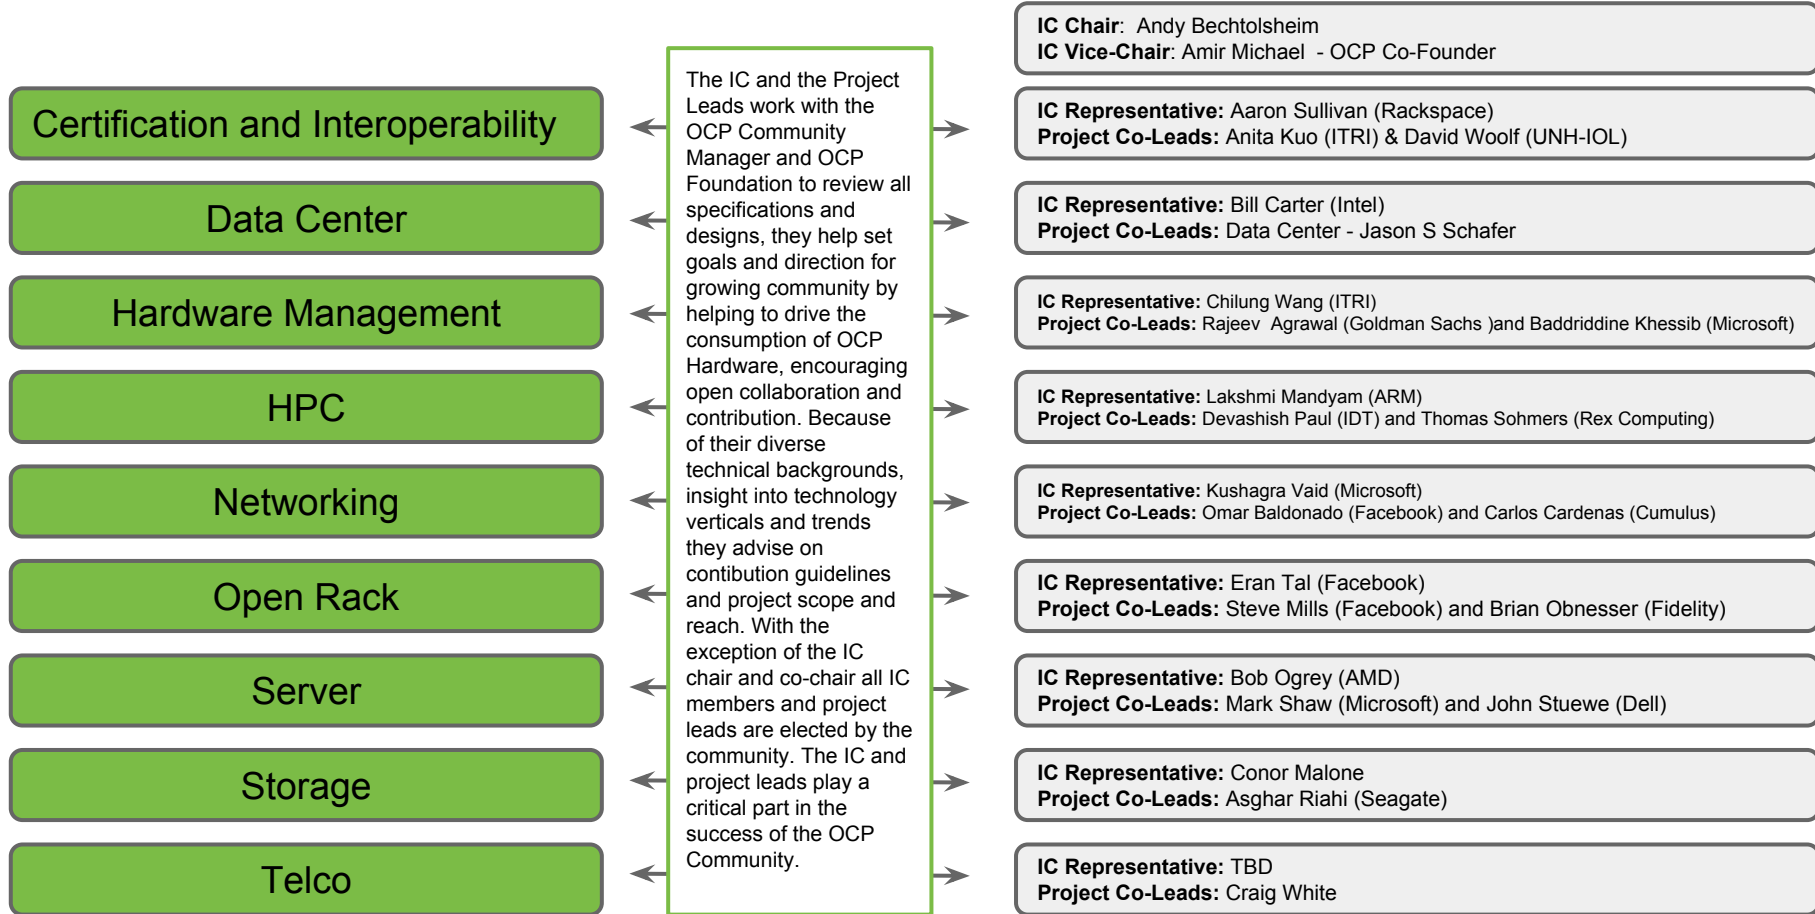 IC Chair: Andy Bechtolsheim
IC Vice-Chair: Amir Michael - OCP Co-Founder
Certification and Interoperability
Data Center
Hardware Management
HPC
Networking
Open Rack
Server
Storage
Telco
The IC and the Project
Leads work with the
OCP Community
Manager and OCP
Foundation to review all
specifications and
designs, they help set
goals and direction for
growing community by
helping to drive the
consumption of OCP
Hardware, encouraging
open collaboration and
contribution. Because
of their diverse
technical backgrounds,
insight into technology
verticals and trends
they advise on
contibution guidelines
and project scope and
reach. With the
exception of the IC
chair and co-chair all IC
members and project
leads are elected by the
community. The IC and
project leads play a
critical part in the
success of the OCP
Community.
IC Representative: Aaron Sullivan (Rackspace)
Project Co-Leads: Anita Kuo (ITRI) & David Woolf (UNH-IOL)
IC Representative: Bill Carter (Intel)
Project Co-Leads: Data Center - Jason S Schafer
IC Representative: Chilung Wang (ITRI)
Project Co-Leads: Rajeev Agrawal (Goldman Sachs )and Baddriddine Khessib (Microsoft)
IC Representative: Lakshmi Mandyam (ARM)
Project Co-Leads: Devashish Paul (IDT) and Thomas Sohmers (Rex Computing)
IC Representative: Kushagra Vaid (Microsoft)
Project Co-Leads: Omar Baldonado (Facebook) and Carlos Cardenas (Cumulus)
IC Representative: Eran Tal (Facebook)
Project Co-Leads: Steve Mills (Facebook) and Brian Obnesser (Fidelity)
IC Representative: Bob Ogrey (AMD)
Project Co-Leads: Mark Shaw (Microsoft) and John Stuewe (Dell)
IC Representative: Conor Malone
Project Co-Leads: Asghar Riahi (Seagate)
IC Representative: TBD
Project Co-Leads: Craig White